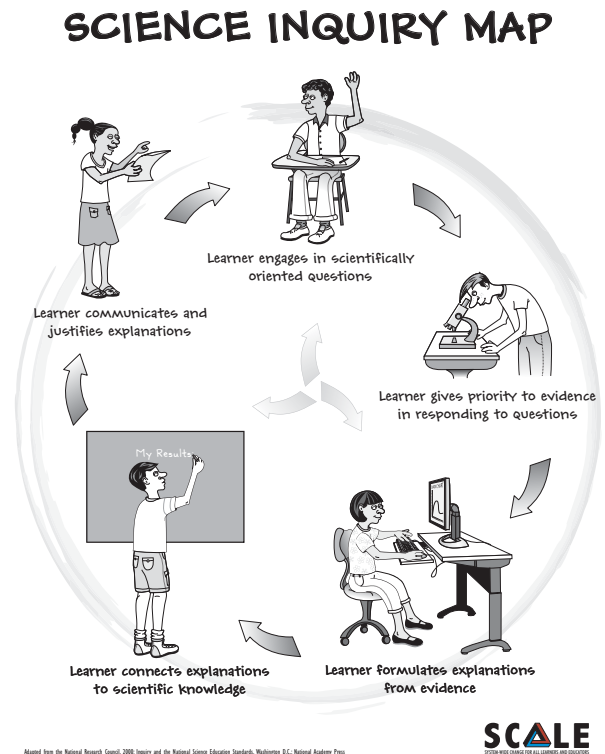 SCIENCE INQUIRY MAP
Learner engages in scientifically
oriented questions
Learner communicates and
justifies explanations
Learner gives priority to evidence
in responding to questions
My Results
Learner connects explanations
to scientific knowledge
Learner formulates explanations
from evidence
SCALE
SYSTEM-WIDE CHANGE FOR ALL LEARNERS AND EDUCATORS
Adapted from the National Research Council, 2000; Inquiry and the National Science Education Standards, Washington D.C.: National Academy Press